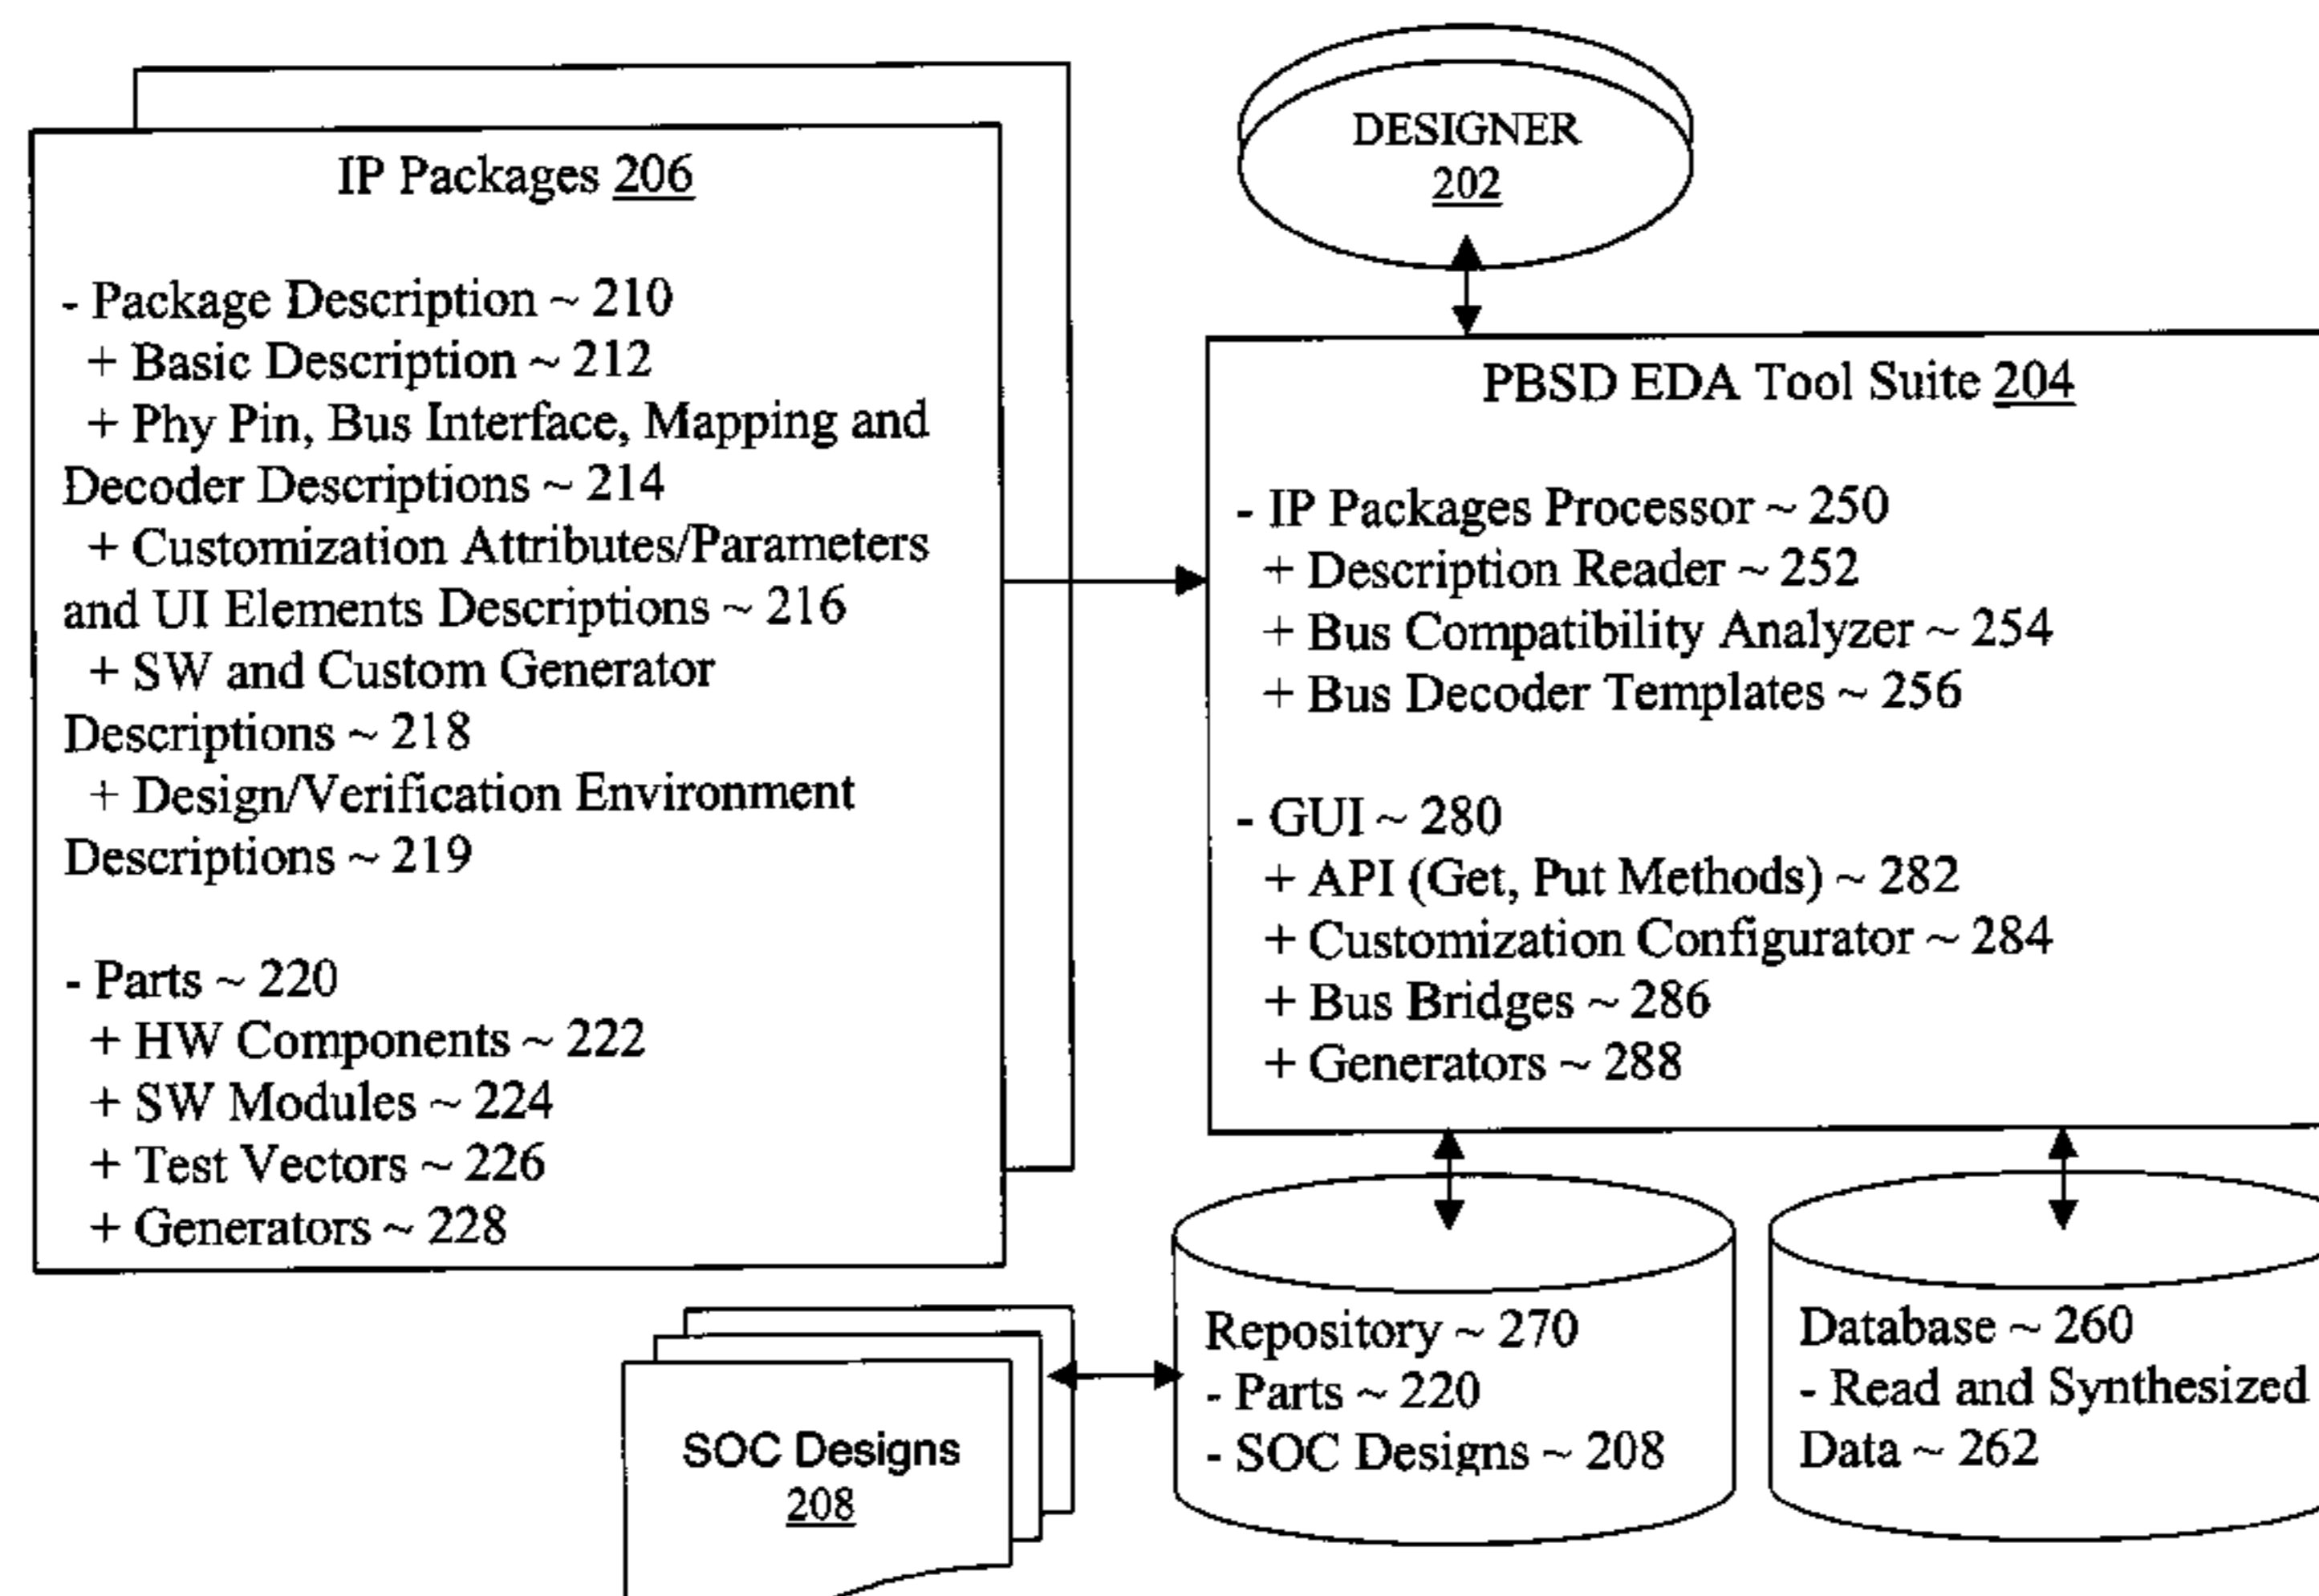 IP Packages 206
- Package Description ~ 210
+ Basic Description ~ 212
+ Phy Pin, Bus Interface, Mapping and
Decoder Descriptions ~ 214
+ Customization Attributes/Parameters
and UI Elements Descriptions ~ 216
+ SW and Custom Generator
Descriptions ~ 218
+ Design/Verification Environment
Descriptions ~ 219
- Parts ~ 220
+ HW Components ~ 222
+ SW Modules ~ 224
+ Test Vectors ~ 226
+ Generators ~ 228
DESIGNER
202
PBSD EDA Tool Suite 204
- IP Packages Processor ~ 250
+ Description Reader ~ 252
+ Bus Compatibility Analyzer ~ 254
+ Bus Decoder Templates ~ 256
- GUI ~ 280
+ API (Get, Put Methods) ~ 282
+ Customization Configurator ~ 284
+ Bus Bridges ~ 286
+ Generators ~ 288
SOC Designs
208
Repository ~ 270
- Parts ~ 220
- SOC Designs ~ 208
Database ~ 260
- Read and Synthesized
Data ~ 262